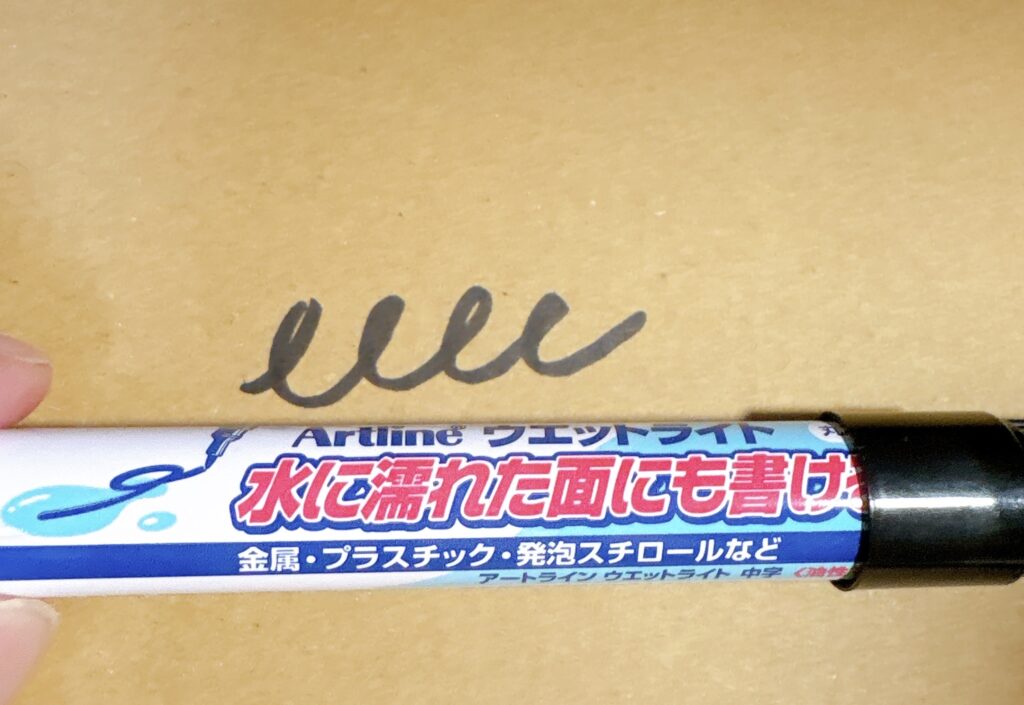 Artline® ウエットライト
水に濡れた面にも書け
金属・プラスチック・発泡スチロールなど
アートライン ウエットライト 中字 〈油性